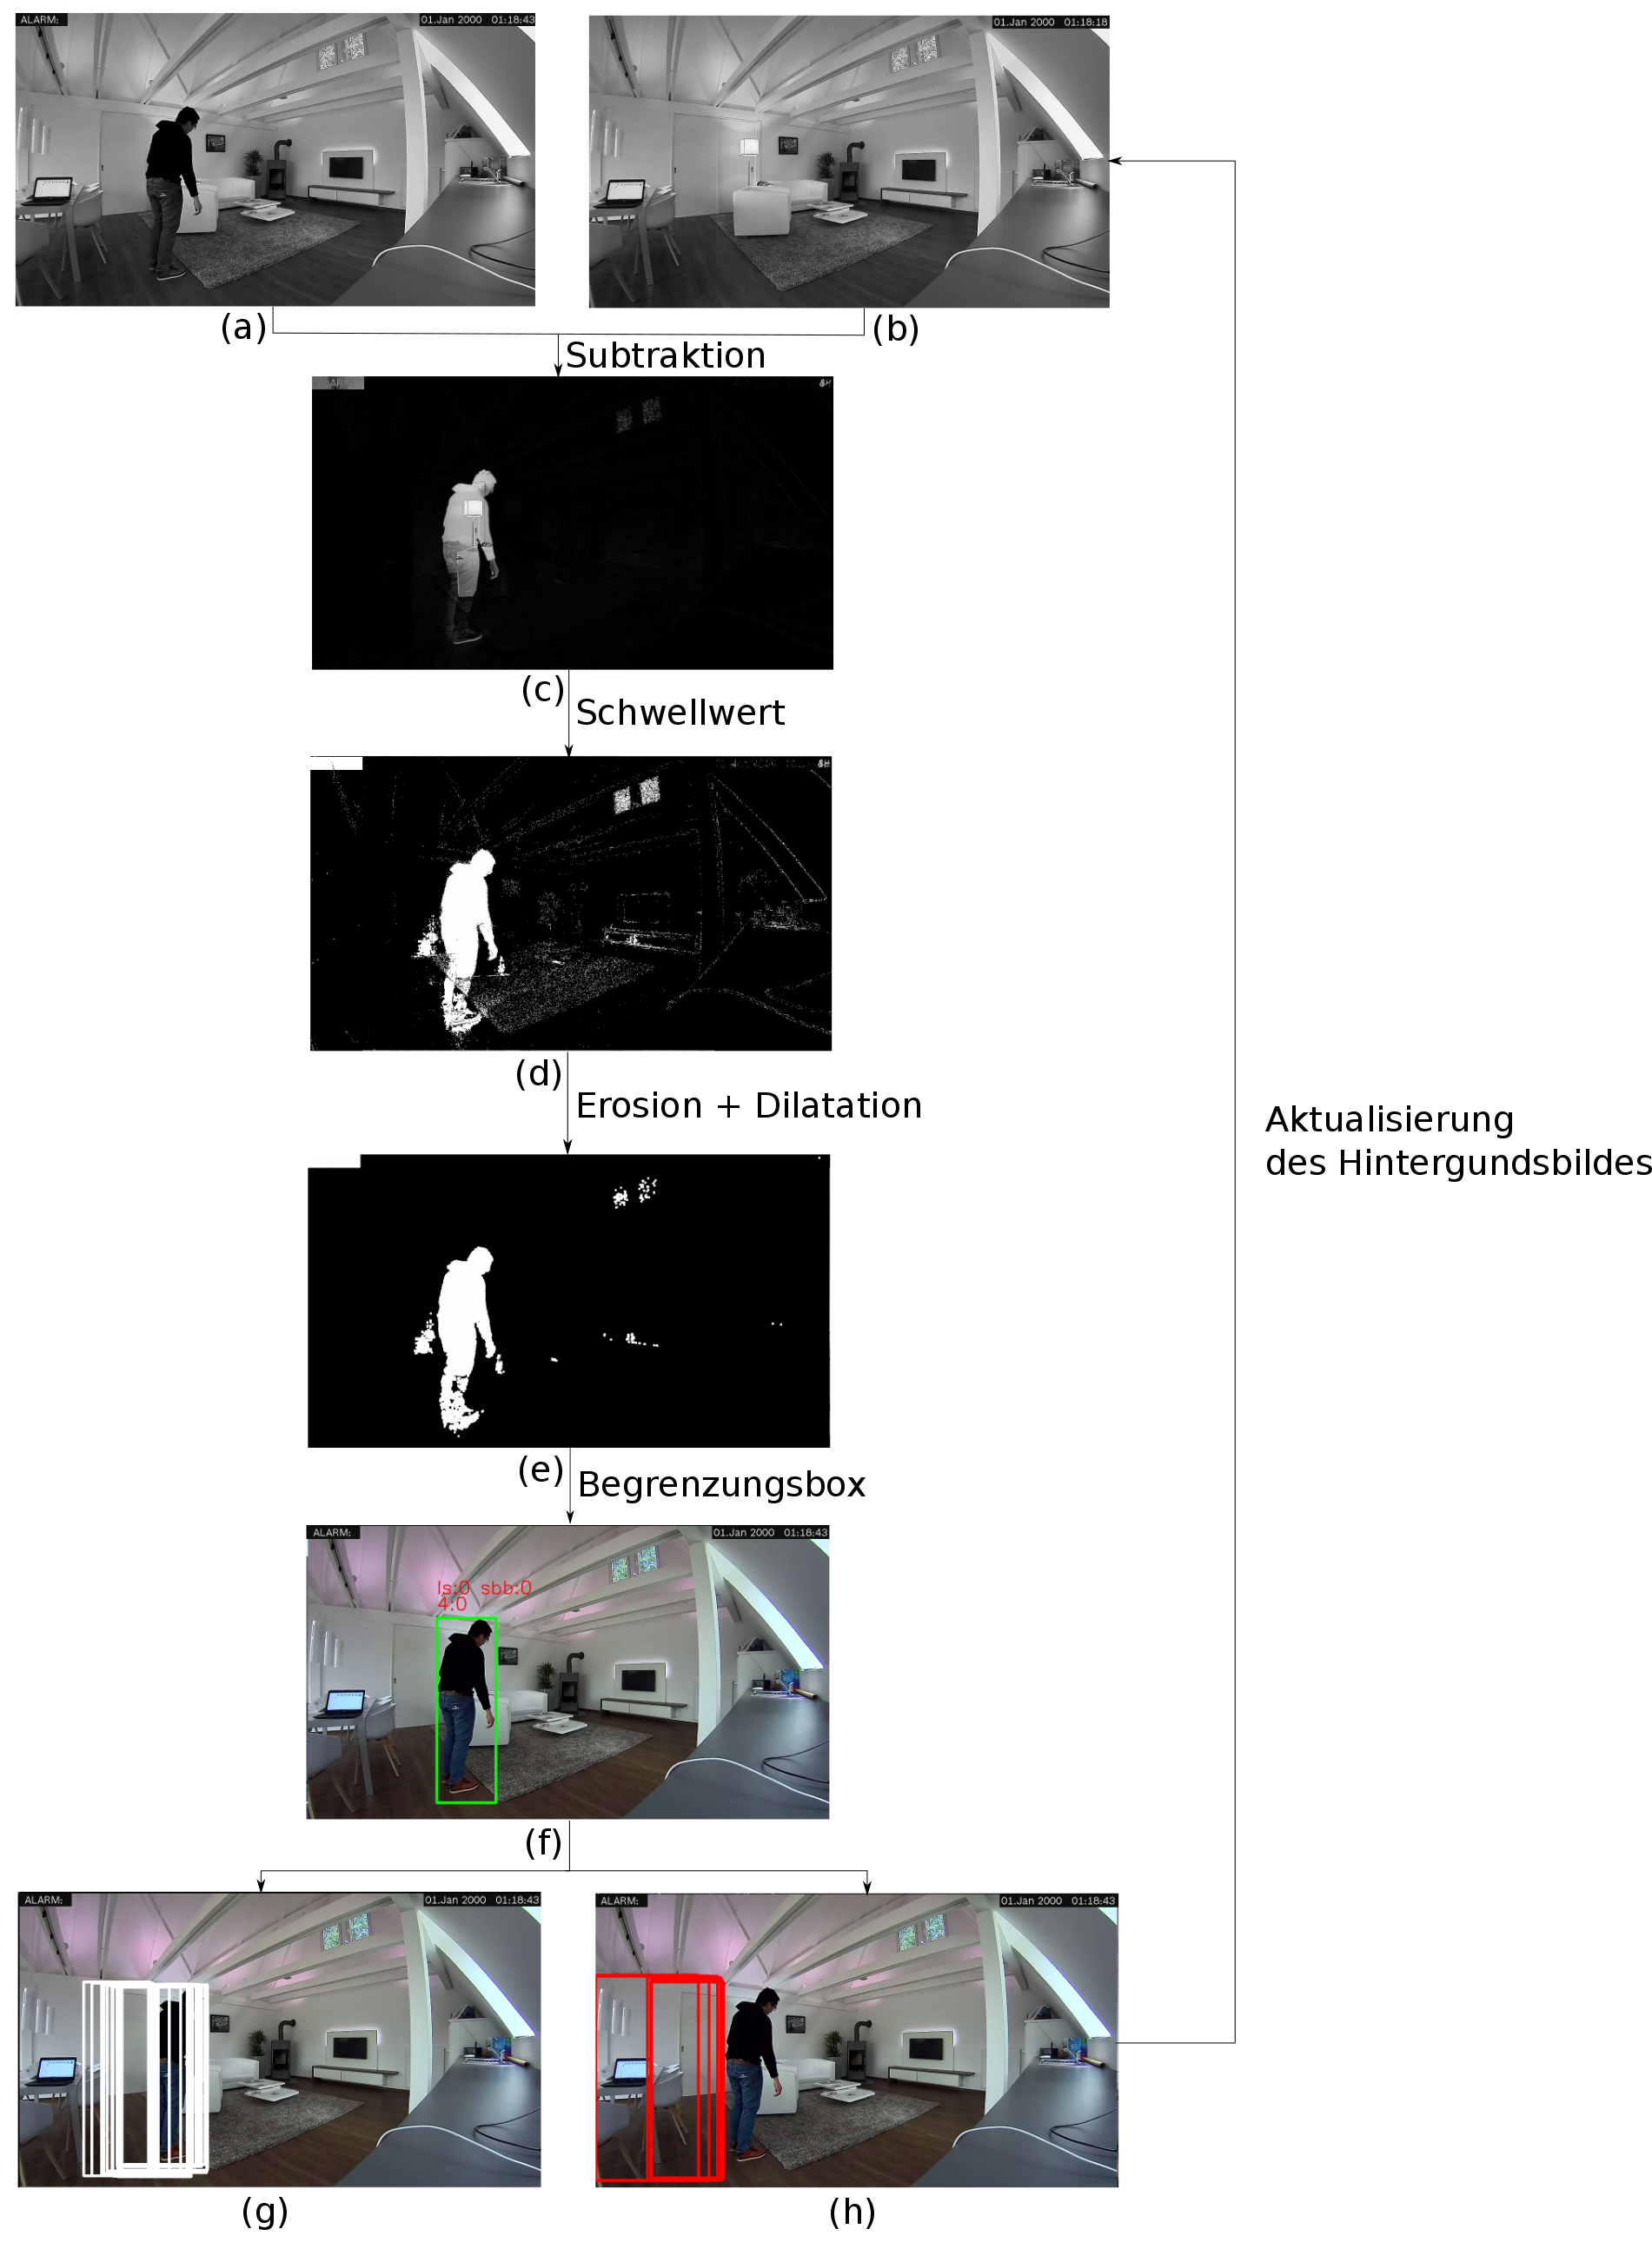 ALARM:
01.Jan 2000 01:18:43
01.Jan 2000 01:18:18
(a)
(b)
Subtraktion
(c)
Schwellwert
(d)
Erosion + Dilatation
Aktualisierung
des Hintergundsbildes
(e)
Begrenzungsbox
ALARM:
01.Jan 2000 01:18:43
ls:0 sbb:0
4:0
(f)
ALARM:
01.Jan 2000 01:18:43
ALARM:
01.Jan 2000 01:18:43
(g)
(h)